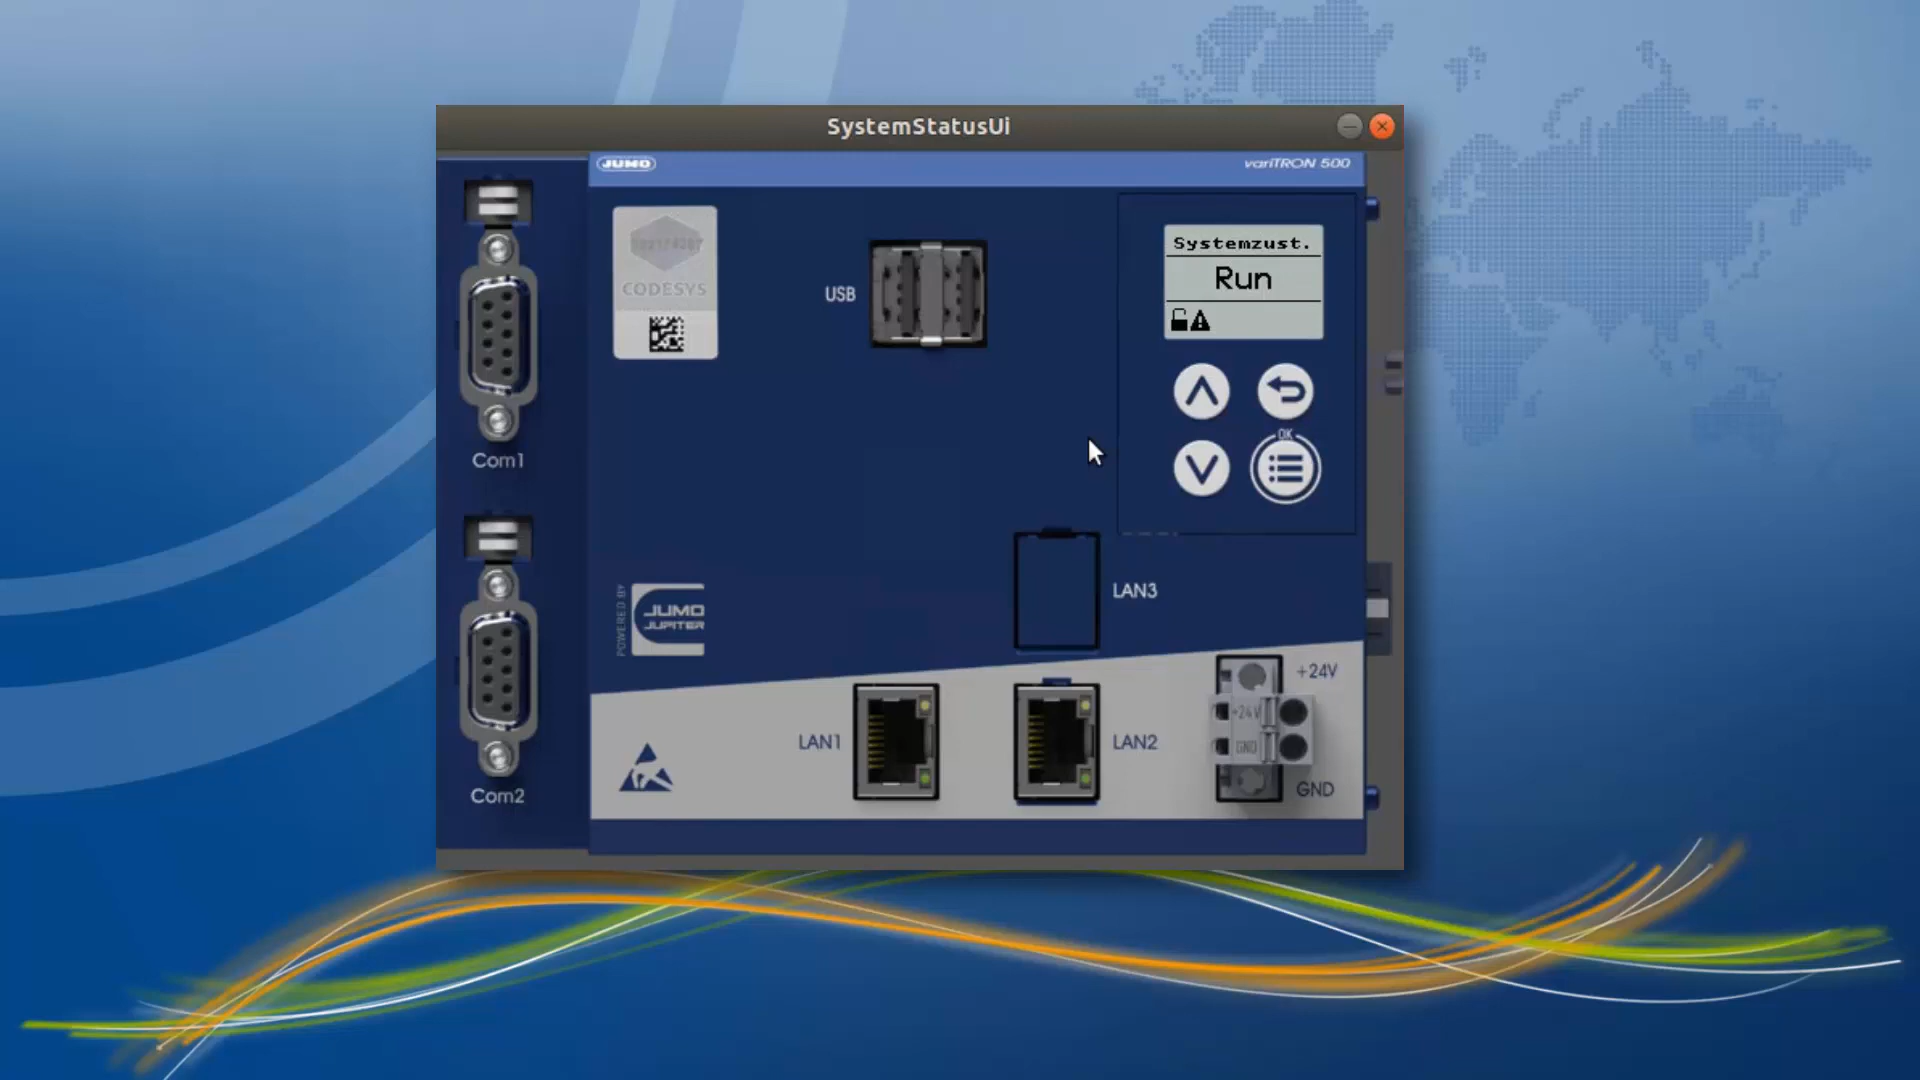 SystemStatusUi
JUMO
variTRON 500
CODESYS
USB
Systemzust.
Run
OK
Com1
Com2
POWERED BY
JUMO
JUPITER
LAN3
LAN1
LAN2
+24V
+24V
GND
GND